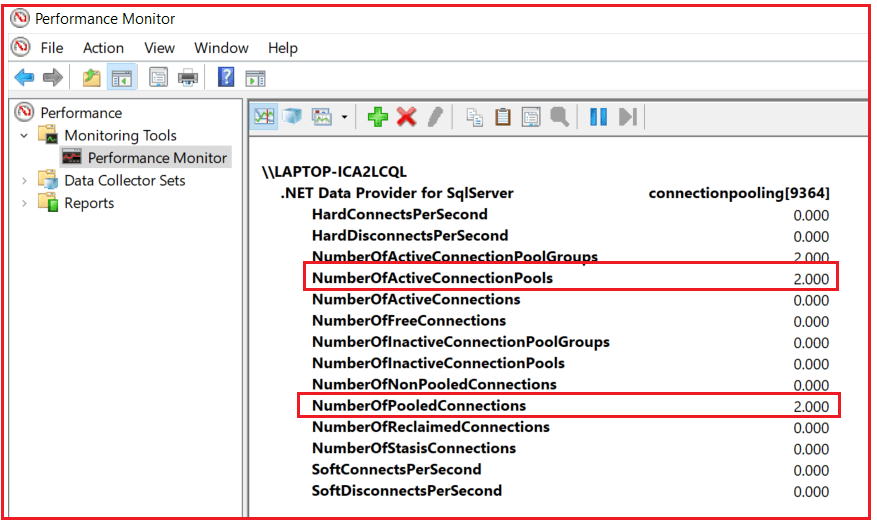 Performance Monitor
File Action View Window Help
Performance
Monitoring Tools
Performance Monitor
Data Collector Sets
Reports
\\LAPTOP-ICA2LCQL
.NET Data Provider for SqlServer connectionpooling[9364]
HardConnectsPerSecond 0.000
HardDisconnectsPerSecond 0.000
NumberOfActiveConnectionPoolGroups 2.000
NumberOfActiveConnectionPools 2.000
NumberOfActiveConnections 0.000
NumberOfFreeConnections 0.000
NumberOfInactiveConnectionPoolGroups 0.000
NumberOfInactiveConnectionPools 0.000
NumberOfNonPooledConnections 0.000
NumberOfPooledConnections 2.000
NumberOfReclaimedConnections 0.000
NumberOfStasisConnections 0.000
SoftConnectsPerSecond 0.000
SoftDisconnectsPerSecond 0.000